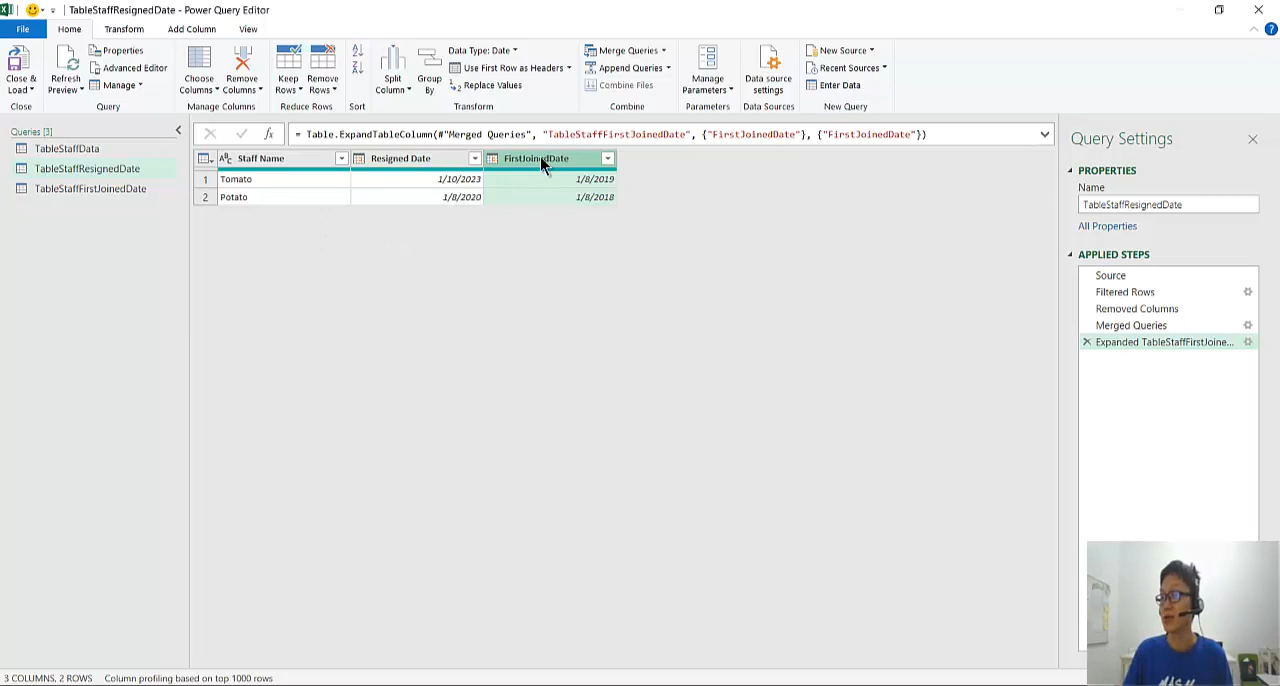 TableStaffResignedDate - Power Query Editor
File Home Transform Add Column View
Close & Load
Close
Refresh Preview
Properties
Advanced Editor
Manage
Query
Choose Columns
Remove Columns
Manage Columns
Keep Rows
Remove Rows
Reduce Rows
Sort
Split Column
Group By
Data Type: Date
Use First Row as Headers
Replace Values
Transform
Merge Queries
Append Queries
Combine Files
Combine
Manage Parameters
Parameters
Data source settings
Data Sources
New Source
Recent Sources
Enter Data
New Query
Queries [3]
TableStaffData
TableStaffResignedDate
TableStaffFirstJoinedDate
fx = Table.ExpandTableColumn(#"Merged Queries", "TableStaffFirstJoinedDate", {"FirstJoinedDate"}, {"FirstJoinedDate"})
Staff Name Resigned Date FirstJoinedDate
1 Tomato 1/10/2023 1/8/2019
2 Potato 1/8/2020 1/8/2018
Query Settings
PROPERTIES
Name
TableStaffResignedDate
All Properties
APPLIED STEPS
Source
Filtered Rows
Removed Columns
Merged Queries
Expanded TableStaffFirstJoine...
3 COLUMNS, 2 ROWS Column profiling based on top 1000 rows